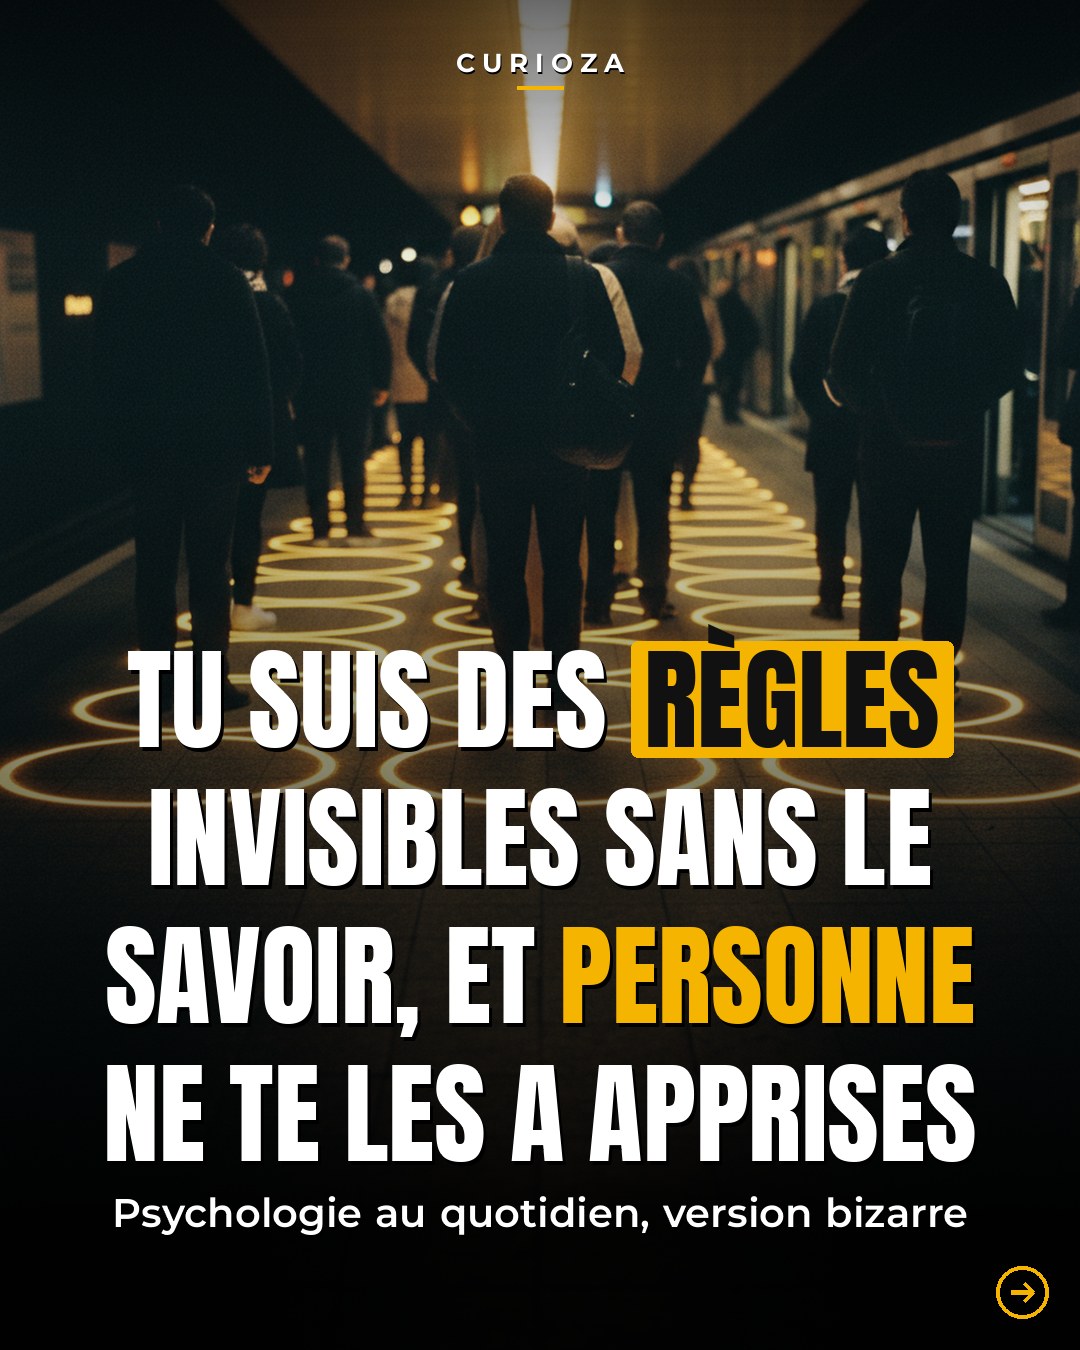 CURIOZA
TU SUIS DES RÈGLES
INVISIBLES SANS LE
SAVOIR, ET PERSONNE
NE TE LES A APPRISES
Psychologie au quotidien, version bizarre